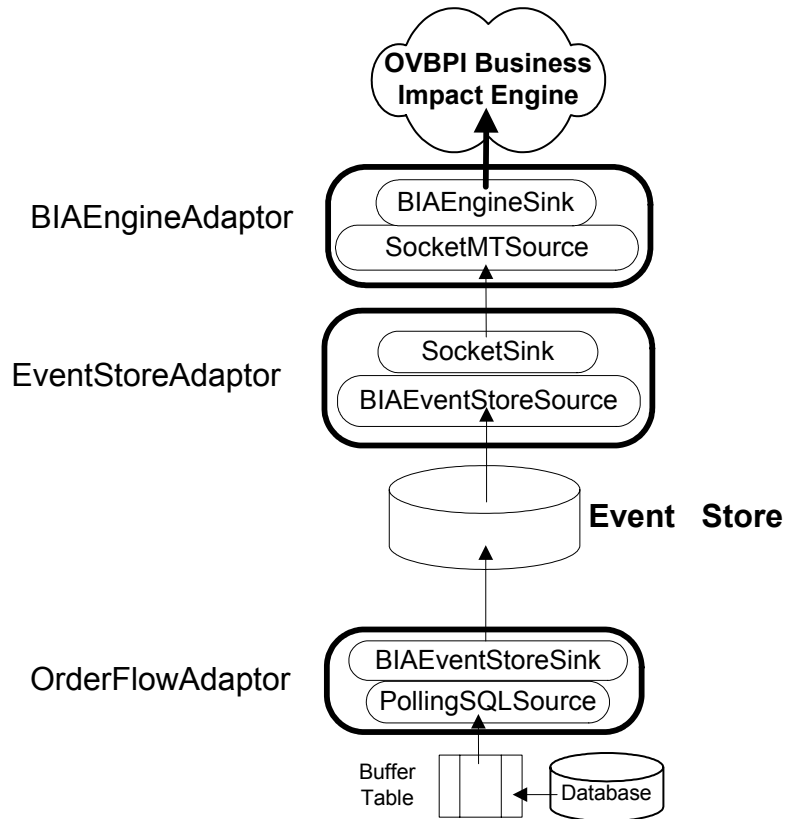 OVBPI Business
Impact Engine
BIAEngineAdaptor
BIAEngineSink
SocketMTSource
EventStoreAdaptor
SocketSink
BIAEventStoreSource
Event Store
OrderFlowAdaptor
BIAEventStoreSink
PollingSQLSource
Buffer
Table
Database